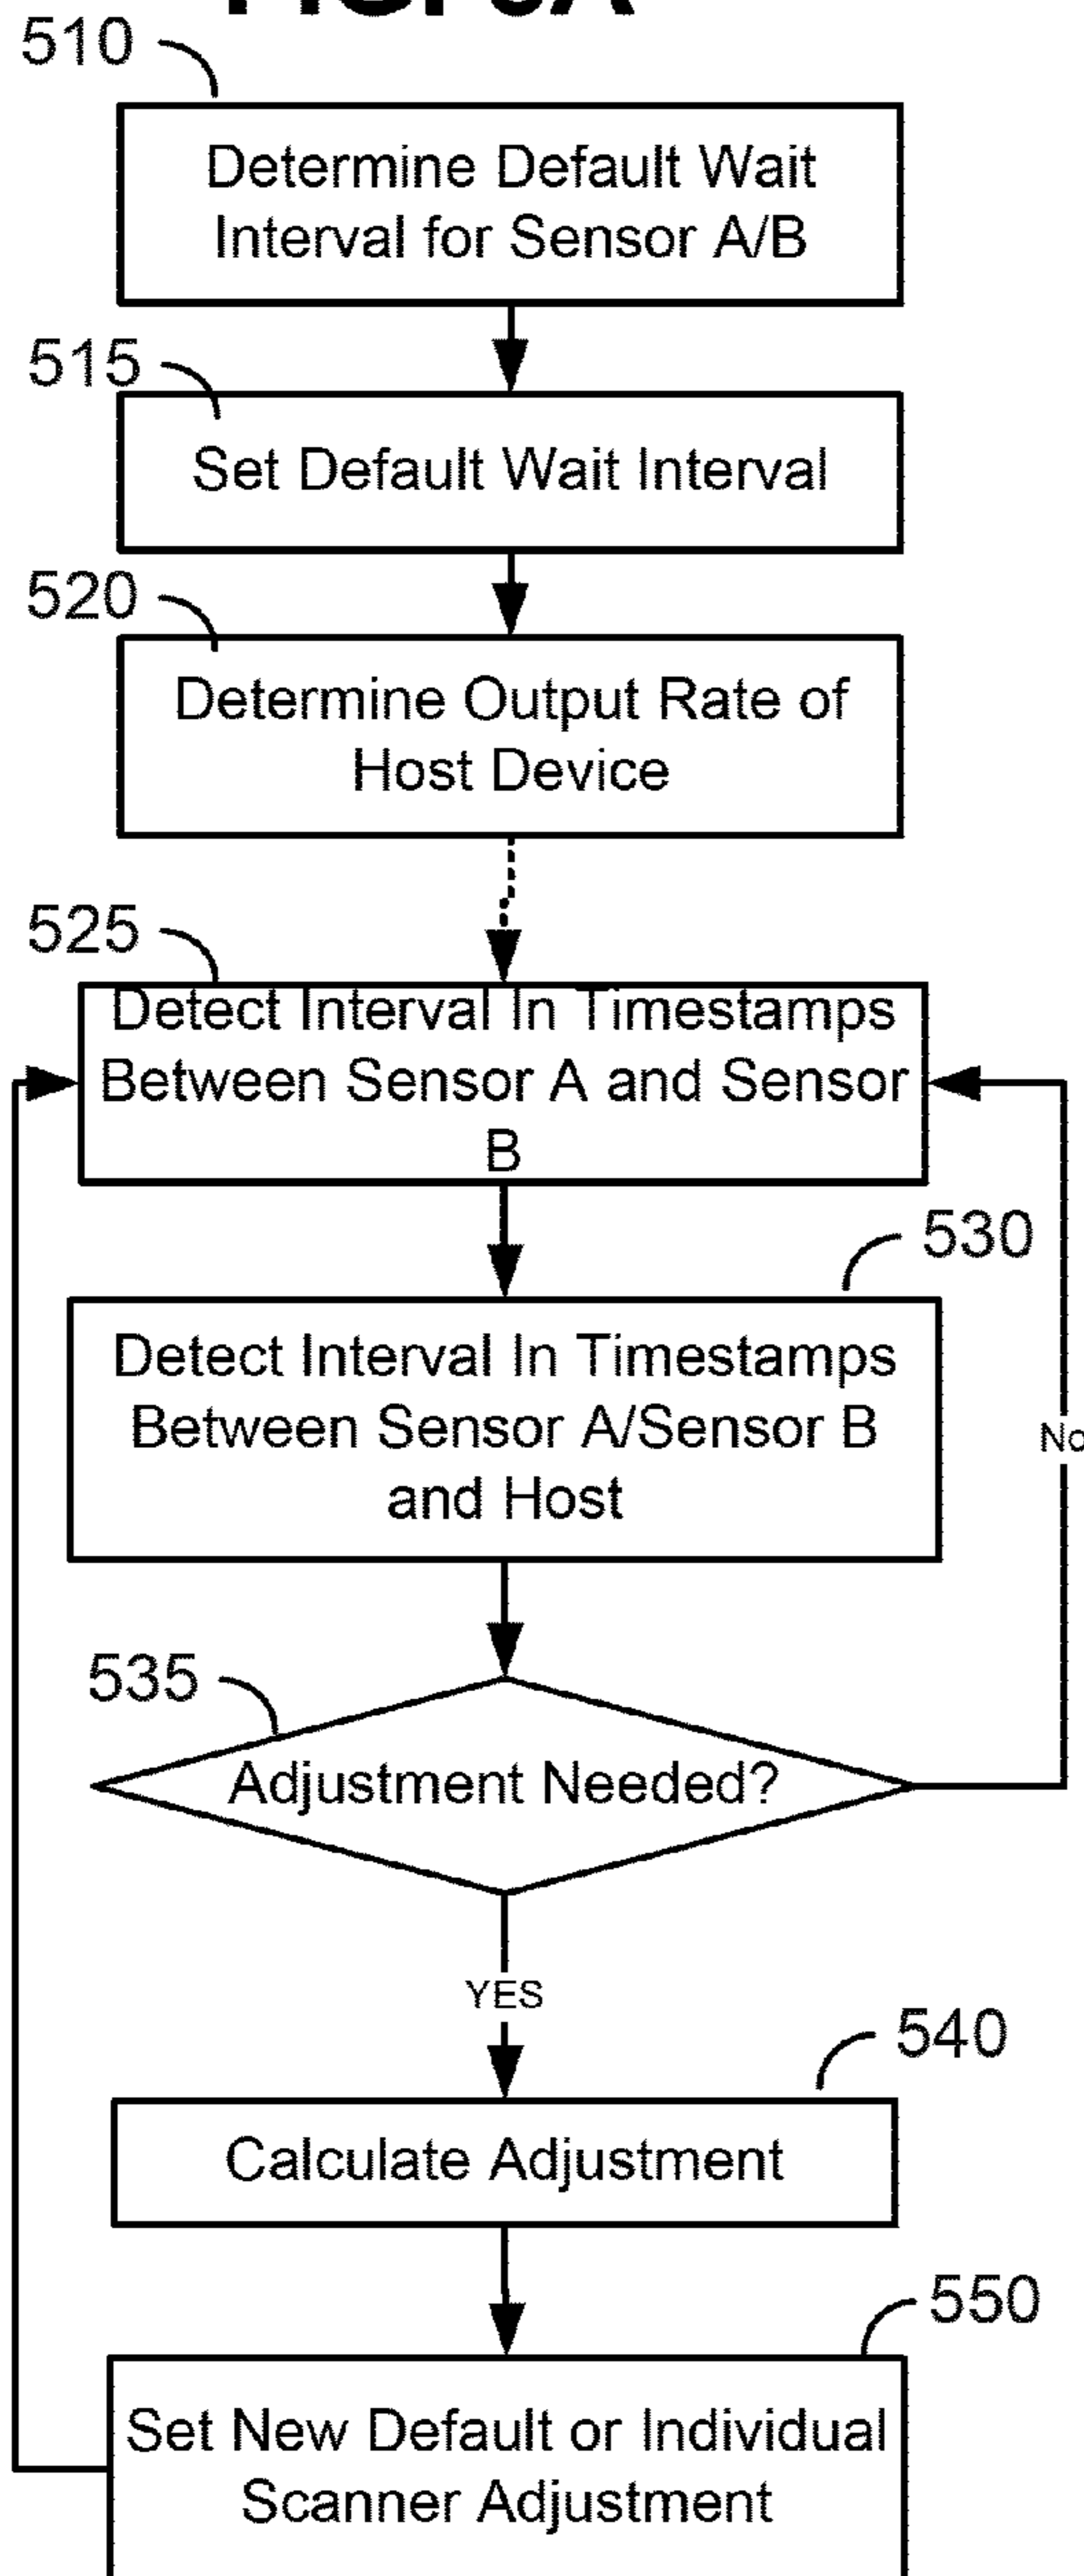 510
Determine Default Wait
Interval for Sensor A/B
515
Set Default Wait Interval
520
Determine Output Rate of
Host Device
525
Detect Interval In Timestamps
Between Sensor A and Sensor
B
530
Detect Interval In Timestamps
Between Sensor A/Sensor B
and Host
No
535
Adjustment Needed?
YES
540
Calculate Adjustment
550
Set New Default or Individual
Scanner Adjustment